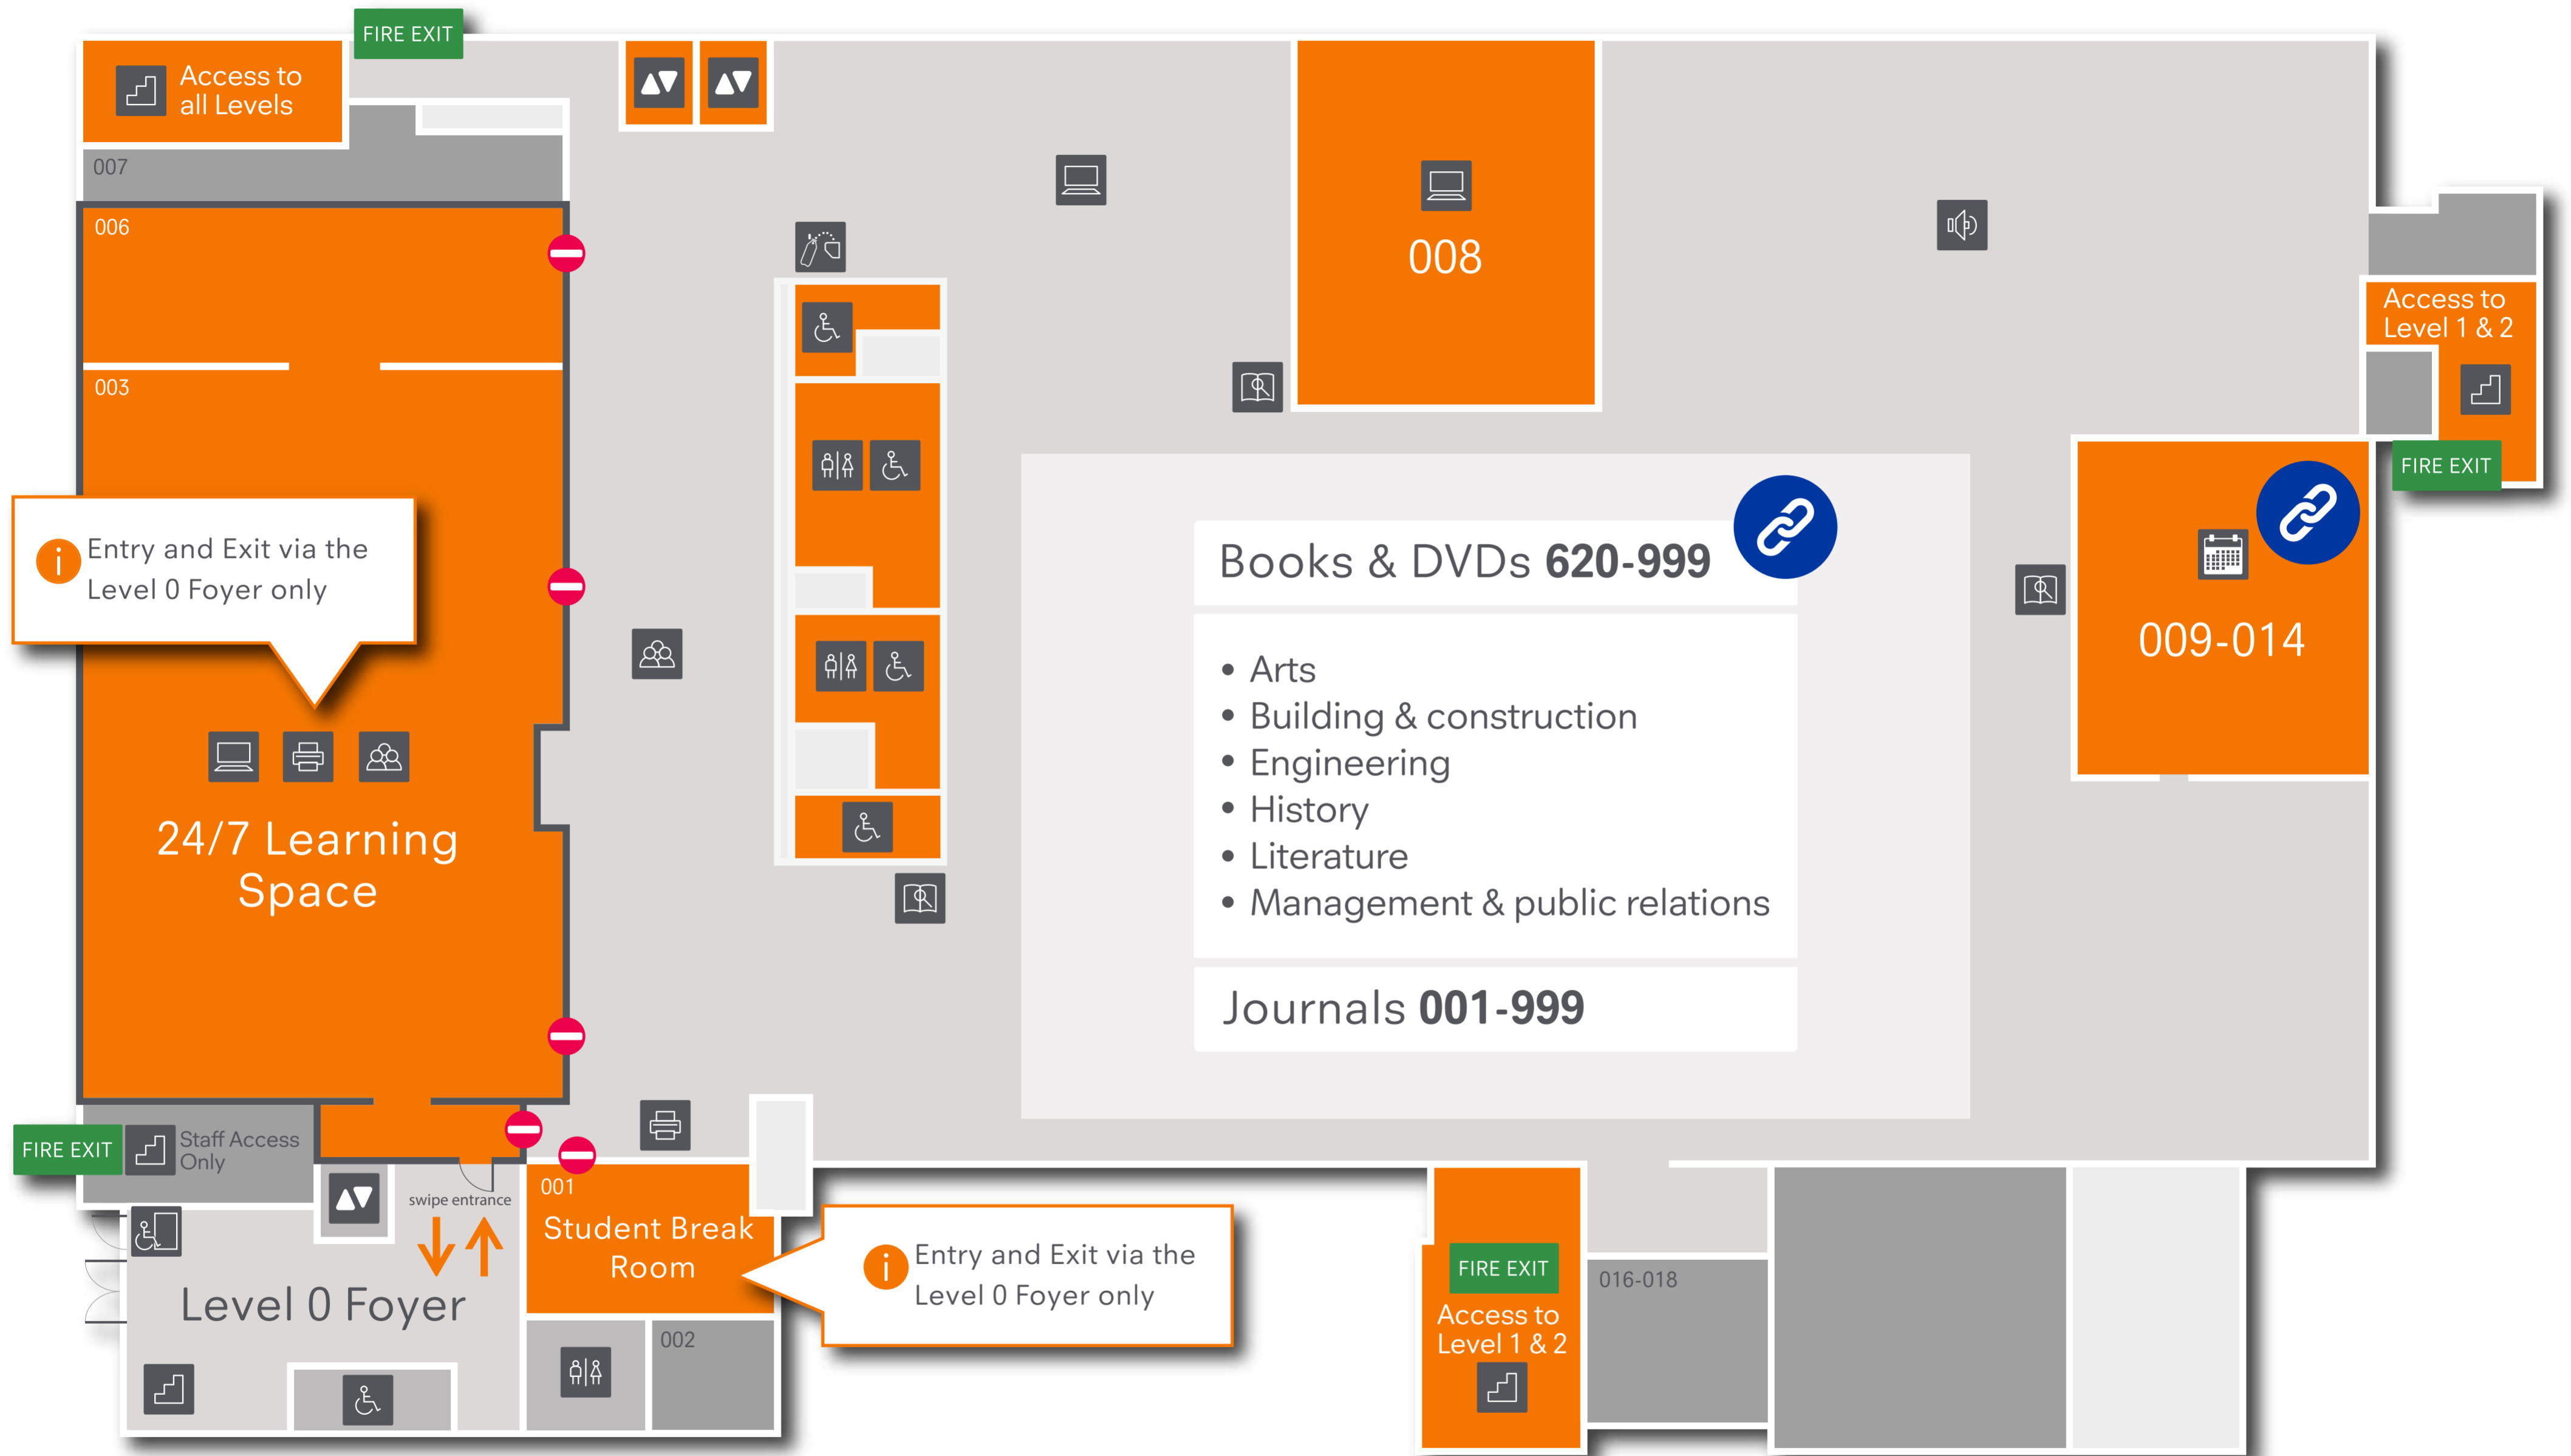 FIRE EXIT
Access to
all Levels
007
006
003
008
Access to
Level 1 & 2
FIRE EXIT
i
Entry and Exit via the
Level 0 Foyer only
Books & DVDs 620-999
• Arts
• Building & construction
• Engineering
• History
• Literature
• Management & public relations
Journals 001-999
009-014
24/7 Learning
Space
FIRE EXIT
Staff Access
Only
swipe entrance
001
Student Break
Room
i
Entry and Exit via the
Level 0 Foyer only
Level 0 Foyer
002
FIRE EXIT
Access to
Level 1 & 2
016-018